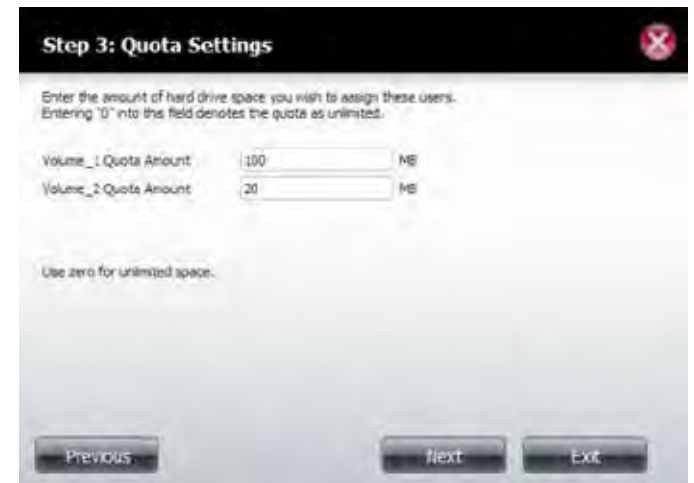 Step 3: Quota Settings
Enter the amount of hard drive space you wish to assign these users.
Entering "0" into this field denotes the quota as unlimited.
Volume_1 Quota Amount 100 MB
Volume_2 Quota Amount 20 MB
Use zero for unlimited space.
Previous Next Exit